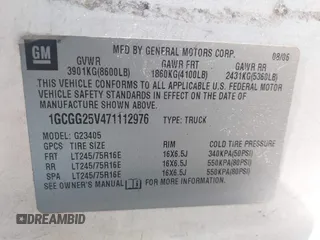 GM
MFD BY GENERAL MOTORS CORP.
08/06
GVWR GAWR FRT GAWR RR
3901KG(8600LB) 1860KG(4100LB) 2431KG(5360LB)
THIS VEHICLE CONFORMS TO ALL APPLICABLE U.S. FEDERAL MOTOR
VEHICLE SAFETY STANDARDS IN EFFECT ON THE DATE OF
MANUFACTURE SHOWN ABOVE.
1GCGG25V471112976 TYPE: TRUCK
MODEL: G23405
GPCS TIRE SIZE RIM COLD TIRE PRESSURE
FRT LT245/75R16E 16X6.5J 340KPA(50PSI)
RR LT245/75R16E 16X6.5J 550KPA(80PSI)
SPA LT245/75R16E 16X6.5J 550KPA(80PSI)
SEE OWNER'S MANUAL FOR
DREAMBID